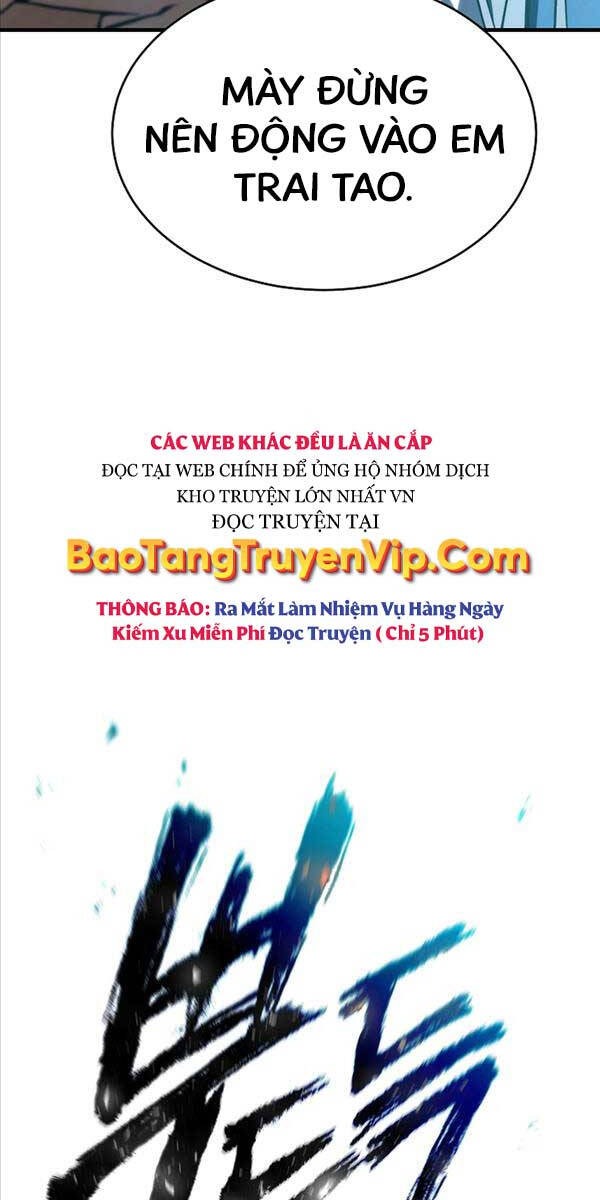 MÀY ĐỪNG
NÊN ĐỘNG VÀO EM
TRAI TAO.
CÁC WEB KHÁC ĐỀU LÀ ĂN CẮP
ĐỌC TẠI WEB CHÍNH ĐỂ ỦNG HỘ NHÓM DỊCH
KHO TRUYỆN LỚN NHẤT VN
ĐỌC TRUYỆN TẠI
BaoTangTruyenVip.Com
THÔNG BÁO: Ra Mắt Làm Nhiệm Vụ Hàng Ngày
Kiếm Xu Miễn Phí Đọc Truyện ( Chỉ 5 Phút)